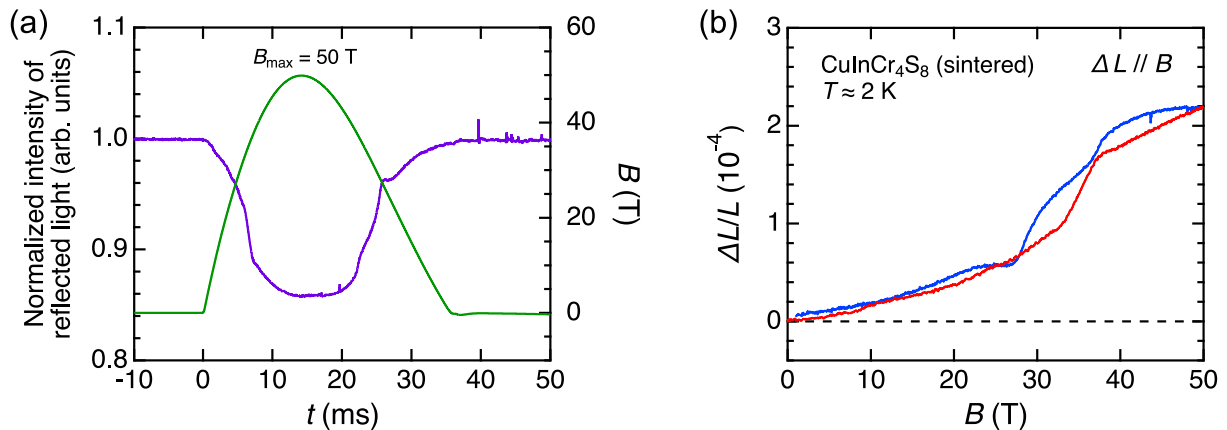 (a)
1.1
1.0
0.9
0.8
Normalized intensity of
reflected light (arb. units)
B_max = 50 T
60
40
20
0
B (T)
-10 0 10 20 30 40 50
t (ms)
(b)
3
2
1
0
ΔL/L (10⁻⁴)
CuInCr₄S₈ (sintered) ΔL // B
T ≈ 2 K
0 10 20 30 40 50
B (T)